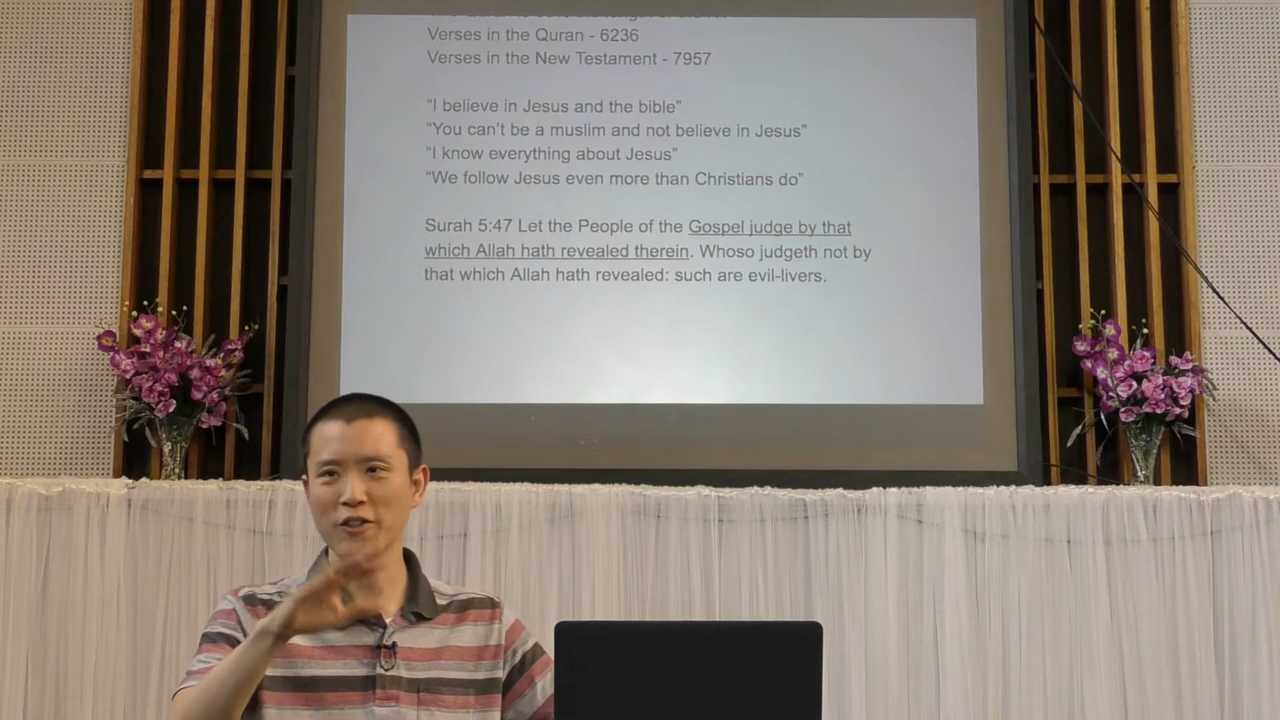 Verses in the Quran - 6236
Verses in the New Testament - 7957
“I believe in Jesus and the bible”
“You can’t be a muslim and not believe in Jesus”
“I know everything about Jesus”
“We follow Jesus even more than Christians do”
Surah 5:47 Let the People of the Gospel judge by that
which Allah hath revealed therein. Whoso judgeth not by
that which Allah hath revealed: such are evil-livers.